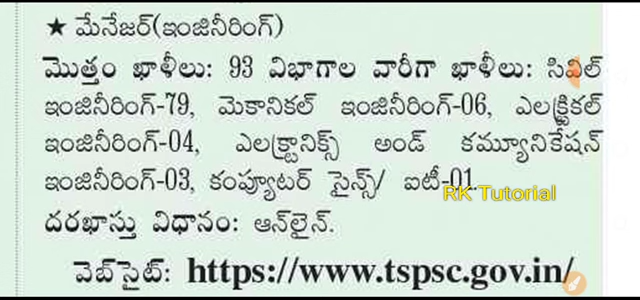 ★ మేనేజర్(ఇంజినీరింగ్)
మొత్తం ఖాళీలు: 93 విభాగాల వారీగా ఖాళీలు: సివిల్
ఇంజినీరింగ్-79, మెకానికల్ ఇంజినీరింగ్-06, ఎలక్ట్రికల్
ఇంజినీరింగ్-04, ఎలక్ట్రానిక్స్ అండ్ కమ్యూనికేషన్
ఇంజినీరింగ్-03, కంప్యూటర్ సైన్స్/ ఐటీ-01.
RK Tutorial
దరఖాస్తు విధానం: ఆన్‌లైన్.
వెబ్‌సైట్: https://www.tspsc.gov.in/